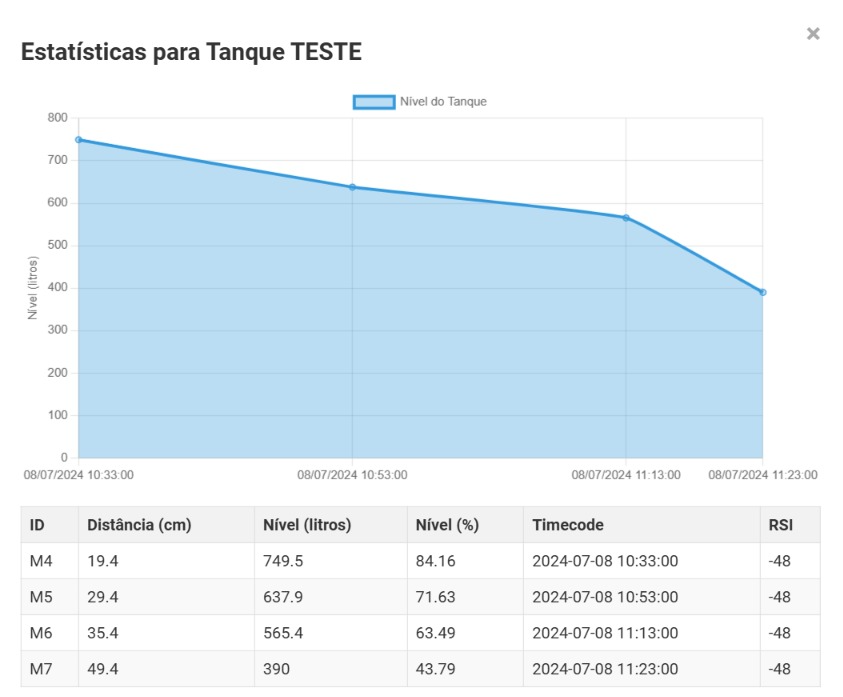 ×
Estatísticas para Tanque TESTE
Nível do Tanque
800
700
600
500
400
300
200
100
0
Nível (litros)
08/07/2024 10:33:00 08/07/2024 10:53:00 08/07/2024 11:13:00 08/07/2024 11:23:00
ID Distância (cm) Nível (litros) Nível (%) Timecode RSI
M4 19.4 749.5 84.16 2024-07-08 10:33:00 -48
M5 29.4 637.9 71.63 2024-07-08 10:53:00 -48
M6 35.4 565.4 63.49 2024-07-08 11:13:00 -48
M7 49.4 390 43.79 2024-07-08 11:23:00 -48